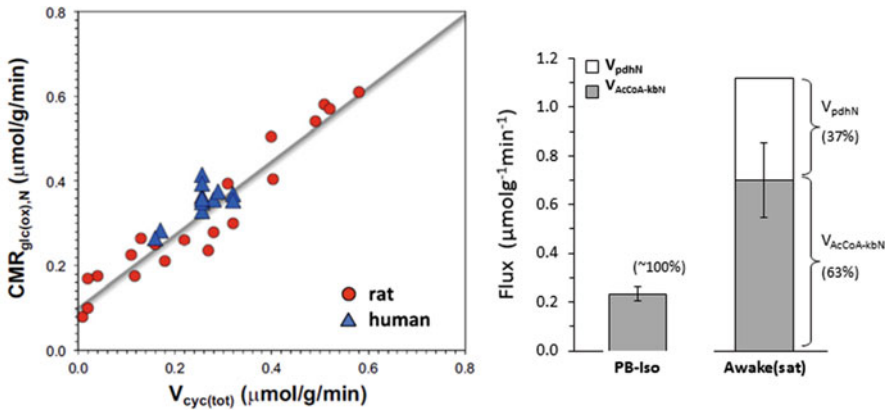 CMRglc(ox),N (μmol/g/min)
0.8
0.6
0.4
0.2
0.0
0.0 0.2 0.4 0.6 0.8
Vcyc(tot) (μmol/g/min)
rat
human
Flux (μmolg⁻¹min⁻¹)
1.2
1.0
0.8
0.6
0.4
0.2
0.0
VpdhN
VAcCoA-kbN
(~100%)
VpdhN
(37%)
VAcCoA-kbN
(63%)
PB-Iso Awake(sat)